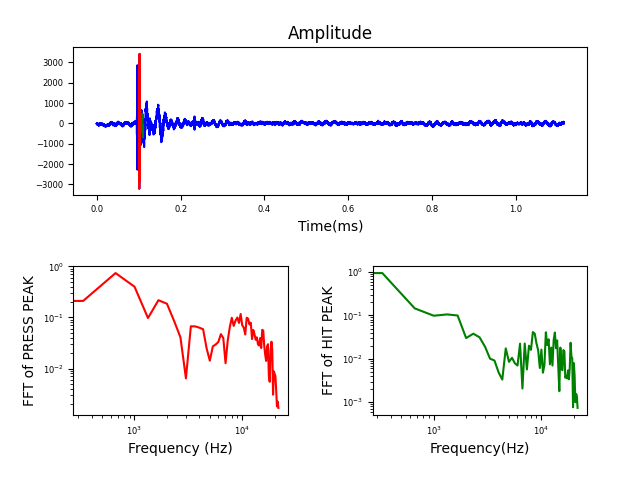 Amplitude
3000
2000
1000
0
−1000
−2000
−3000
0.0 0.2 0.4 0.6 0.8 1.0
Time(ms)
FFT of PRESS PEAK
10⁰
10⁻¹
10⁻²
10³ 10⁴
Frequency (Hz)
FFT of HIT PEAK
10⁰
10⁻¹
10⁻²
10⁻³
10³ 10⁴
Frequency(Hz)